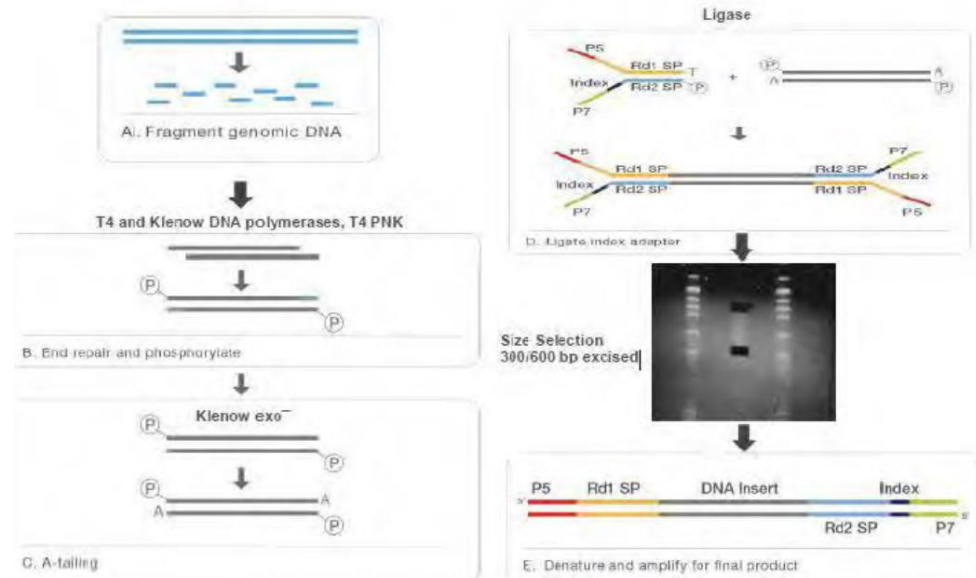 A. Fragment genomic DNA
T4 and Klenow DNA polymerases, T4 PNK
P
P
B. End repair and phosphorylate
Klenow exo⁻
P
P
P
A
A
P
C. A-tailing
Ligase
P5
Rd1 SP
T
Index
Rd2 SP
P
P7
+
P
A
A
P
P5
P7
Rd1 SP
Rd2 SP
Index
Index
Rd2 SP
Rd1 SP
P7
P5
D. Ligate index adapter
Size Selection
300/600 bp excised
P5
Rd1 SP
DNA Insert
Index
Rd2 SP
P7
E. Denature and amplify for final product